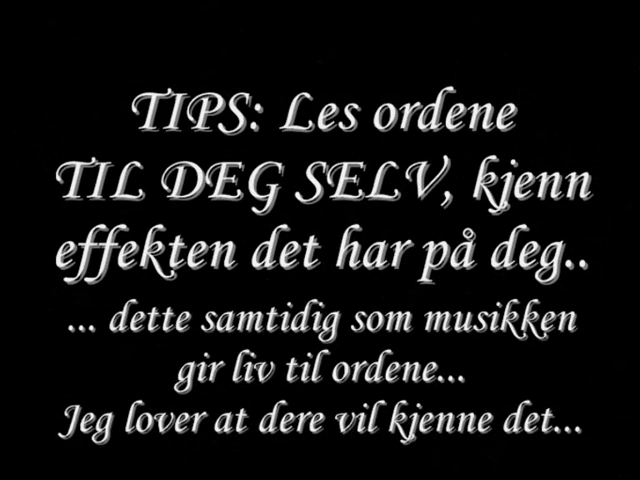 TIPS: Les ordene
TIL DEG SELV, kjenn
effekten det har på deg..
... dette samtidig som musikken
gir liv til ordene...
Jeg lover at dere vil kjenne det...